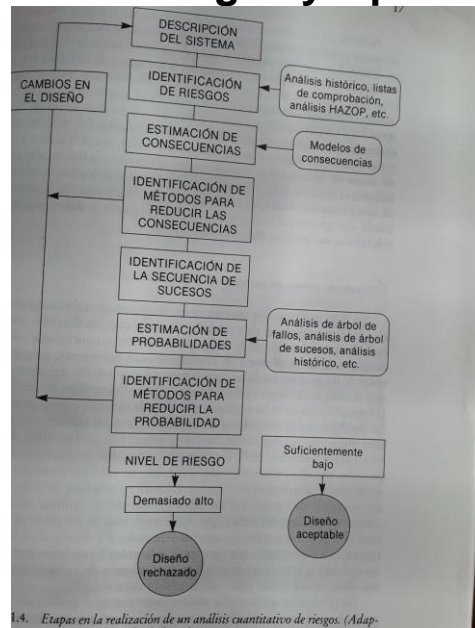 17
DESCRIPCIÓN
DEL SISTEMA
CAMBIOS EN
EL DISEÑO
IDENTIFICACIÓN
DE RIESGOS
Análisis histórico, listas
de comprobación,
análisis HAZOP, etc.
ESTIMACIÓN DE
CONSECUENCIAS
Modelos de
consecuencias
IDENTIFICACIÓN DE
MÉTODOS PARA
REDUCIR LAS
CONSECUENCIAS
IDENTIFICACIÓN DE
LA SECUENCIA DE
SUCESOS
ESTIMACIÓN DE
PROBABILIDADES
Análisis de árbol de
fallos, análisis de árbol
de sucesos, análisis
histórico, etc.
IDENTIFICACIÓN DE
MÉTODOS PARA
REDUCIR LA
PROBABILIDAD
NIVEL DE RIESGO
Suficientemente
bajo
Demasiado alto
Diseño
aceptable
Diseño
rechazado
1.4. Etapas en la realización de un análisis cuantitativo de riesgos. (Adap-